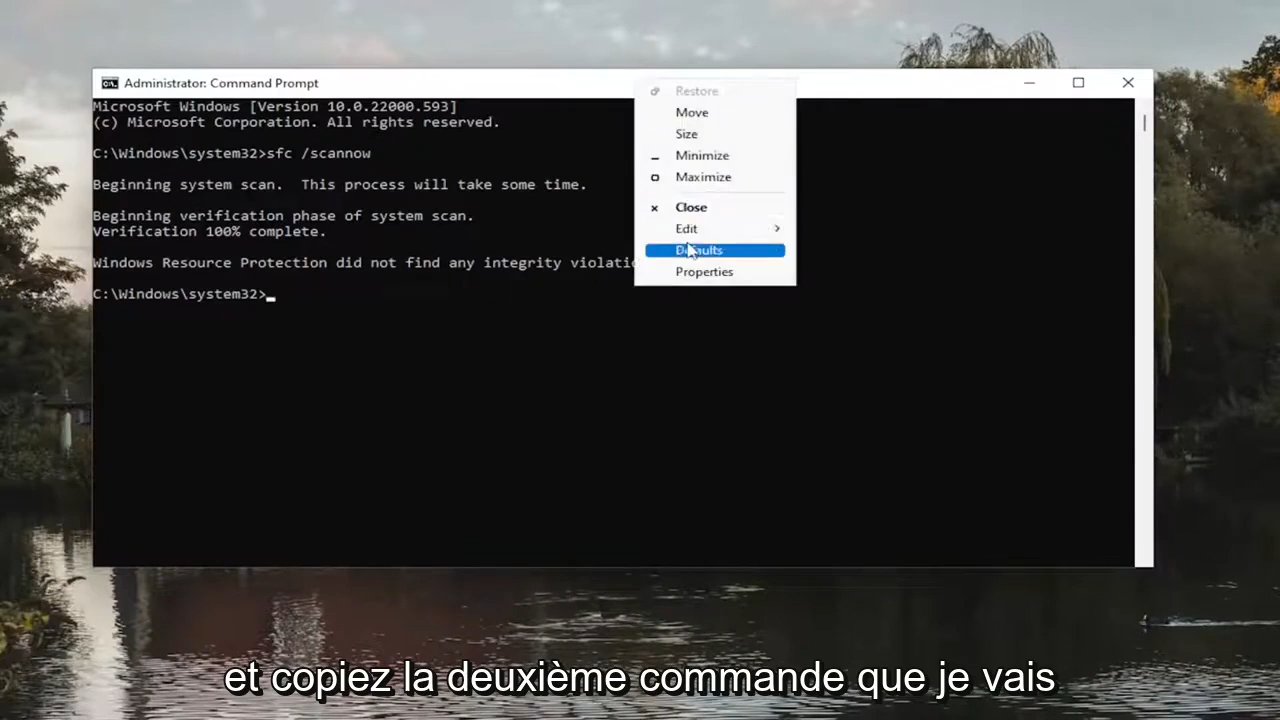 Administrator: Command Prompt
Microsoft Windows [Version 10.0.22000.593]
(c) Microsoft Corporation. All rights reserved.
C:\Windows\system32>sfc /scannow
Beginning system scan.  This process will take some time.
Beginning verification phase of system scan.
Verification 100% complete.
Windows Resource Protection did not find any integrity violatio
C:\Windows\system32>
Restore
Move
Size
Minimize
Maximize
Close
Edit
Defaults
Properties
et copiez la deuxième commande que je vais